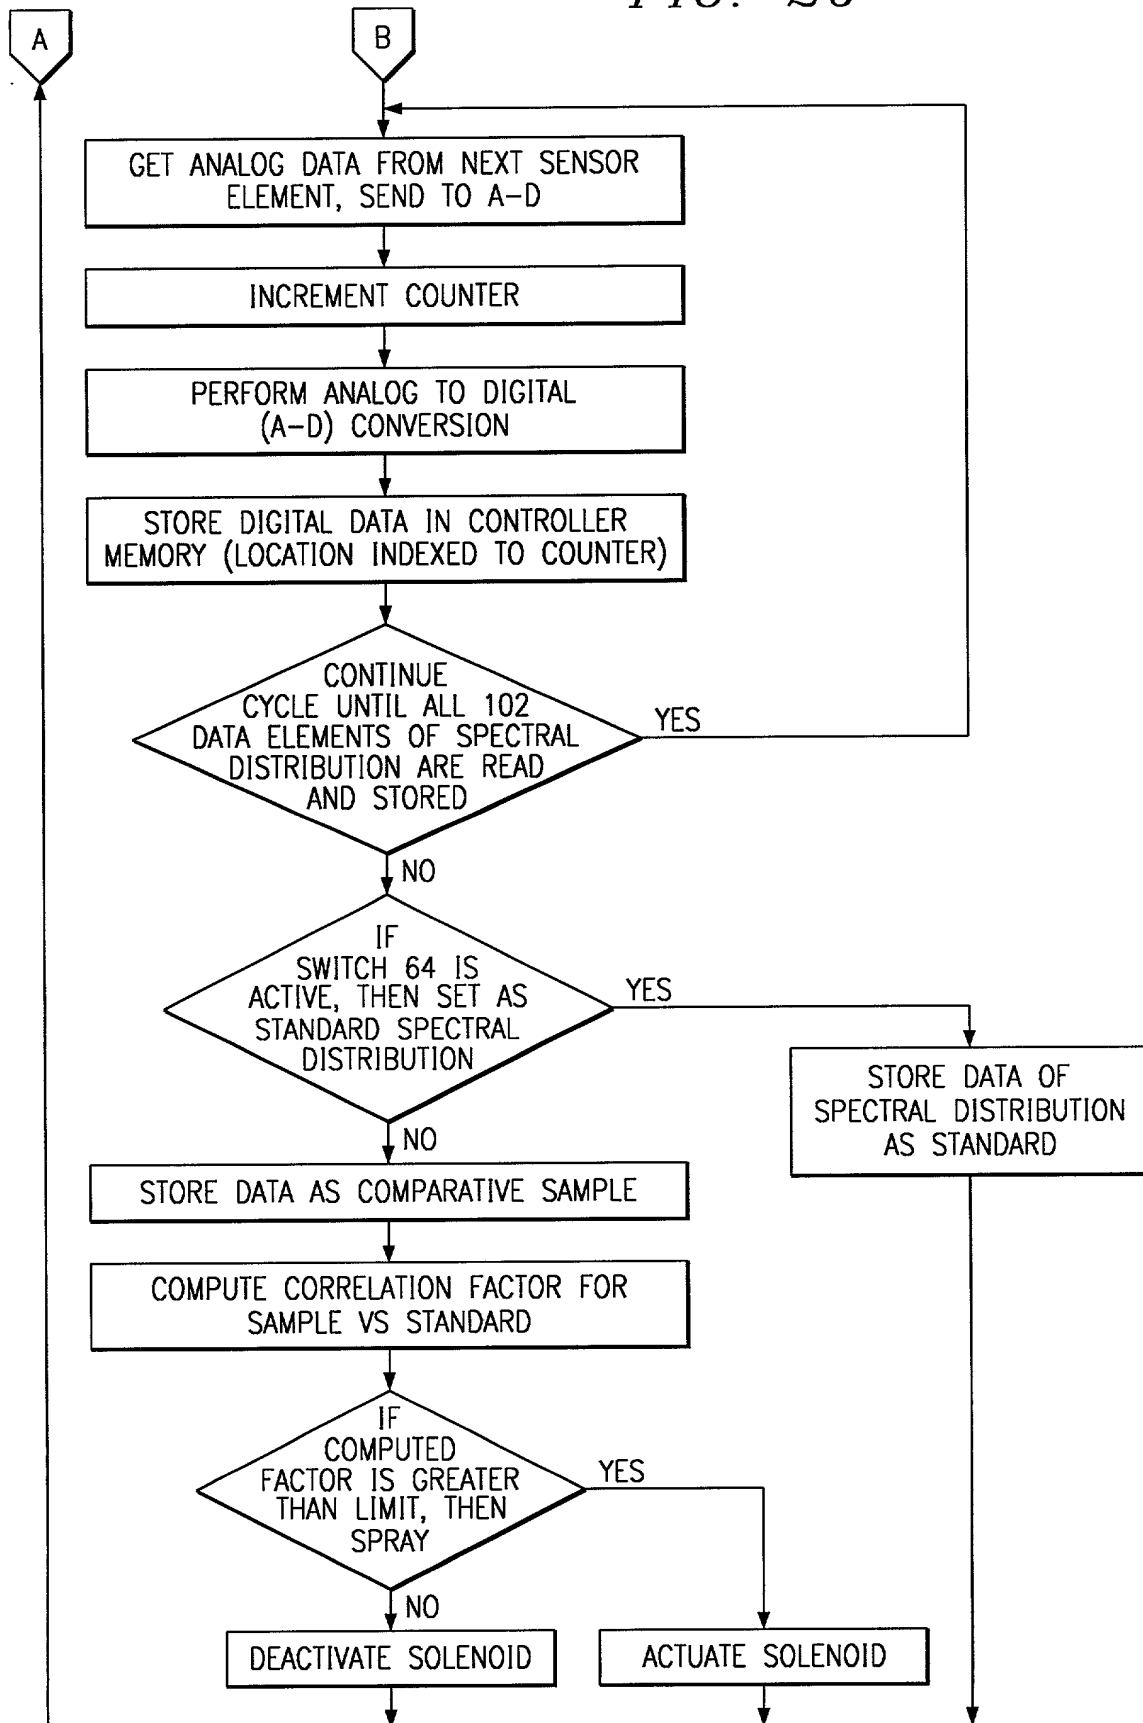 A
B
GET ANALOG DATA FROM NEXT SENSOR
ELEMENT, SEND TO A-D
INCREMENT COUNTER
PERFORM ANALOG TO DIGITAL
(A-D) CONVERSION
STORE DIGITAL DATA IN CONTROLLER
MEMORY (LOCATION INDEXED TO COUNTER)
CONTINUE
CYCLE UNTIL ALL 102
DATA ELEMENTS OF SPECTRAL
DISTRIBUTION ARE READ
AND STORED
YES
NO
IF
SWITCH 64 IS
ACTIVE, THEN SET AS
STANDARD SPECTRAL
DISTRIBUTION
YES
STORE DATA OF
SPECTRAL DISTRIBUTION
AS STANDARD
NO
STORE DATA AS COMPARATIVE SAMPLE
COMPUTE CORRELATION FACTOR FOR
SAMPLE VS STANDARD
IF
COMPUTED
FACTOR IS GREATER
THAN LIMIT, THEN
SPRAY
YES
NO
DEACTIVATE SOLENOID
ACTUATE SOLENOID